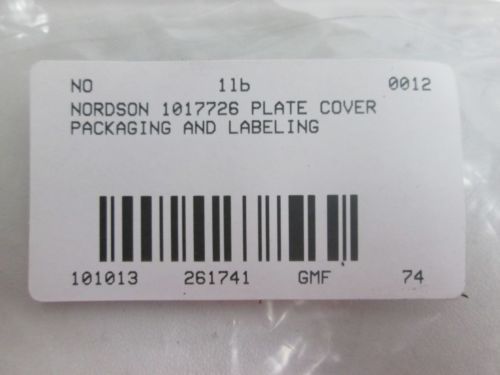 NO 11b 0012
NORDSON 1017726 PLATE COVER
PACKAGING AND LABELING
101013 261741 GMF 74